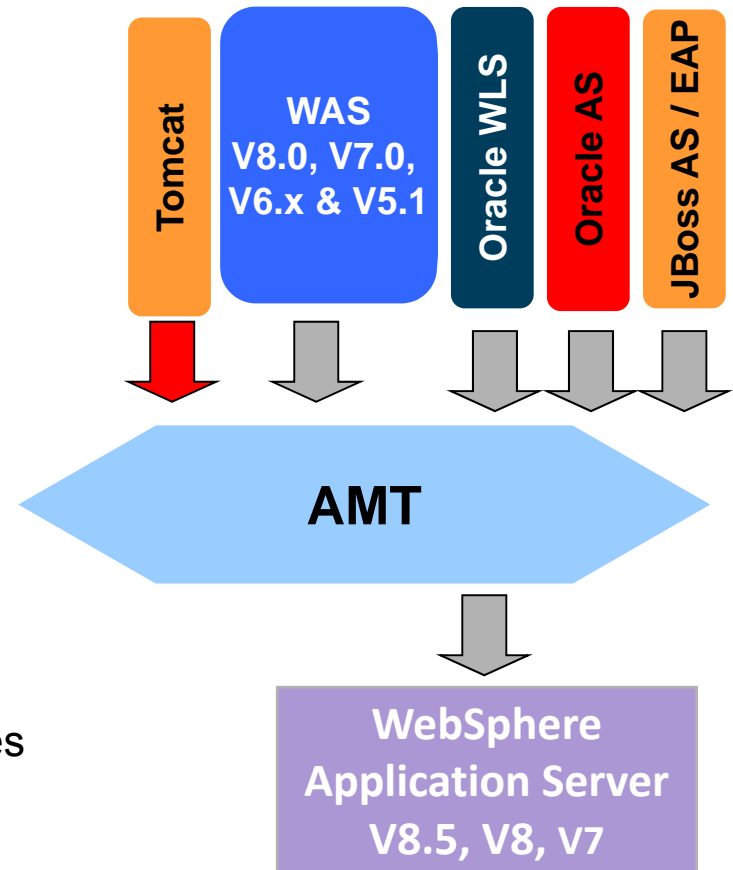 Tomcat
WAS
V8.0, V7.0,
V6.x & V5.1
Oracle WLS
Oracle AS
JBoss AS / EAP
AMT
es
WebSphere
Application Server
V8.5, V8, V7